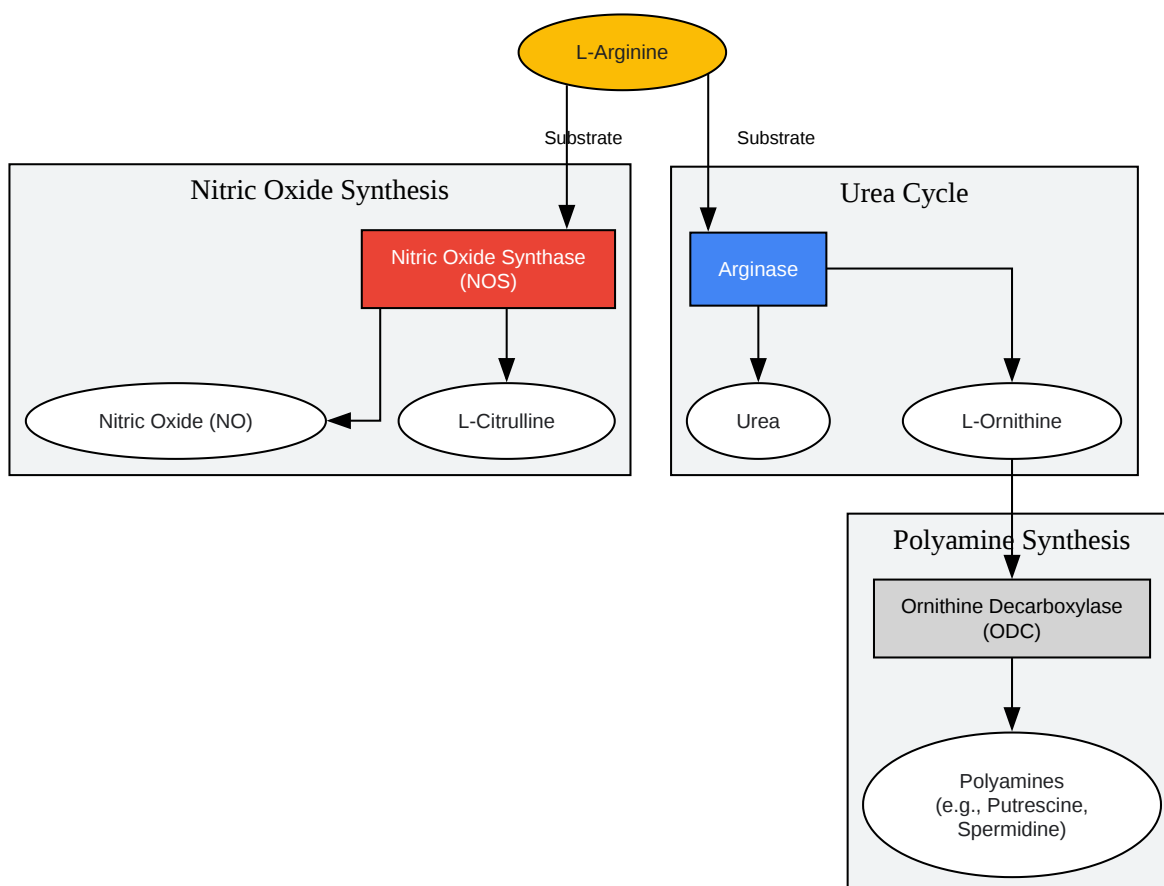 L-Arginine
Substrate
Substrate
Nitric Oxide Synthesis
Nitric Oxide Synthase
(NOS)
Nitric Oxide (NO)
L-Citrulline
Urea Cycle
Arginase
Urea
L-Ornithine
Polyamine Synthesis
Ornithine Decarboxylase
(ODC)
Polyamines
(e.g., Putrescine,
Spermidine)